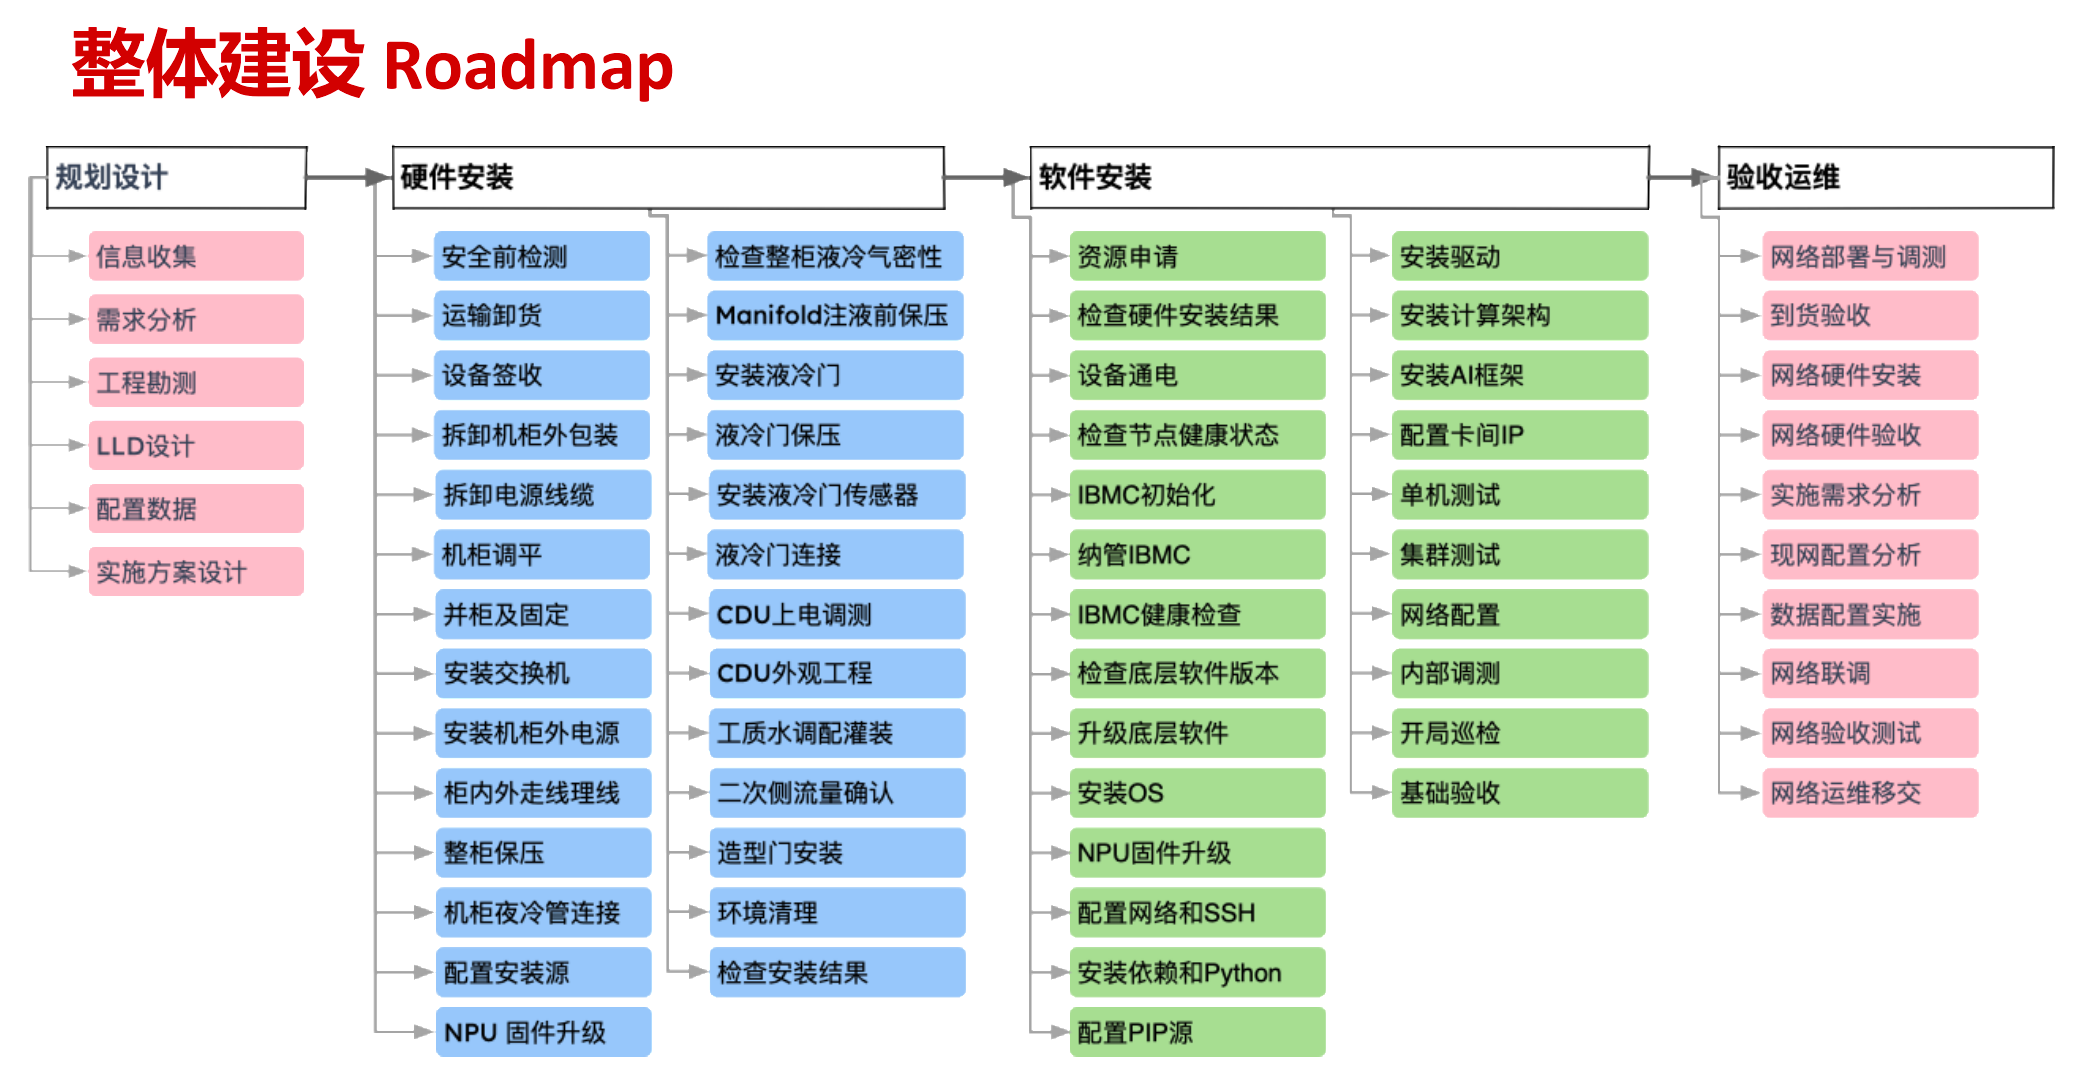 整体建设 Roadmap
规划设计
信息收集
需求分析
工程勘测
LLD设计
配置数据
实施方案设计
硬件安装
安全前检测
运输卸货
设备签收
拆卸机柜外包装
拆卸电源线缆
机柜调平
并柜及固定
安装交换机
安装机柜外电源
柜内外走线理线
整柜保压
机柜夜冷管连接
配置安装源
NPU 固件升级
检查整柜液冷气密性
Manifold注液前保压
安装液冷门
液冷门保压
安装液冷门传感器
液冷门连接
CDU上电调测
CDU外观工程
工质水调配灌装
二次侧流量确认
造型门安装
环境清理
检查安装结果
软件安装
资源申请
检查硬件安装结果
设备通电
检查节点健康状态
IBMC初始化
纳管IBMC
IBMC健康检查
检查底层软件版本
升级底层软件
安装OS
NPU固件升级
配置网络和SSH
安装依赖和Python
配置PIP源
安装驱动
安装计算架构
安装AI框架
配置卡间IP
单机测试
集群测试
网络配置
内部调测
开局巡检
基础验收
验收运维
网络部署与调测
到货验收
网络硬件安装
网络硬件验收
实施需求分析
现网配置分析
数据配置实施
网络联调
网络验收测试
网络运维移交